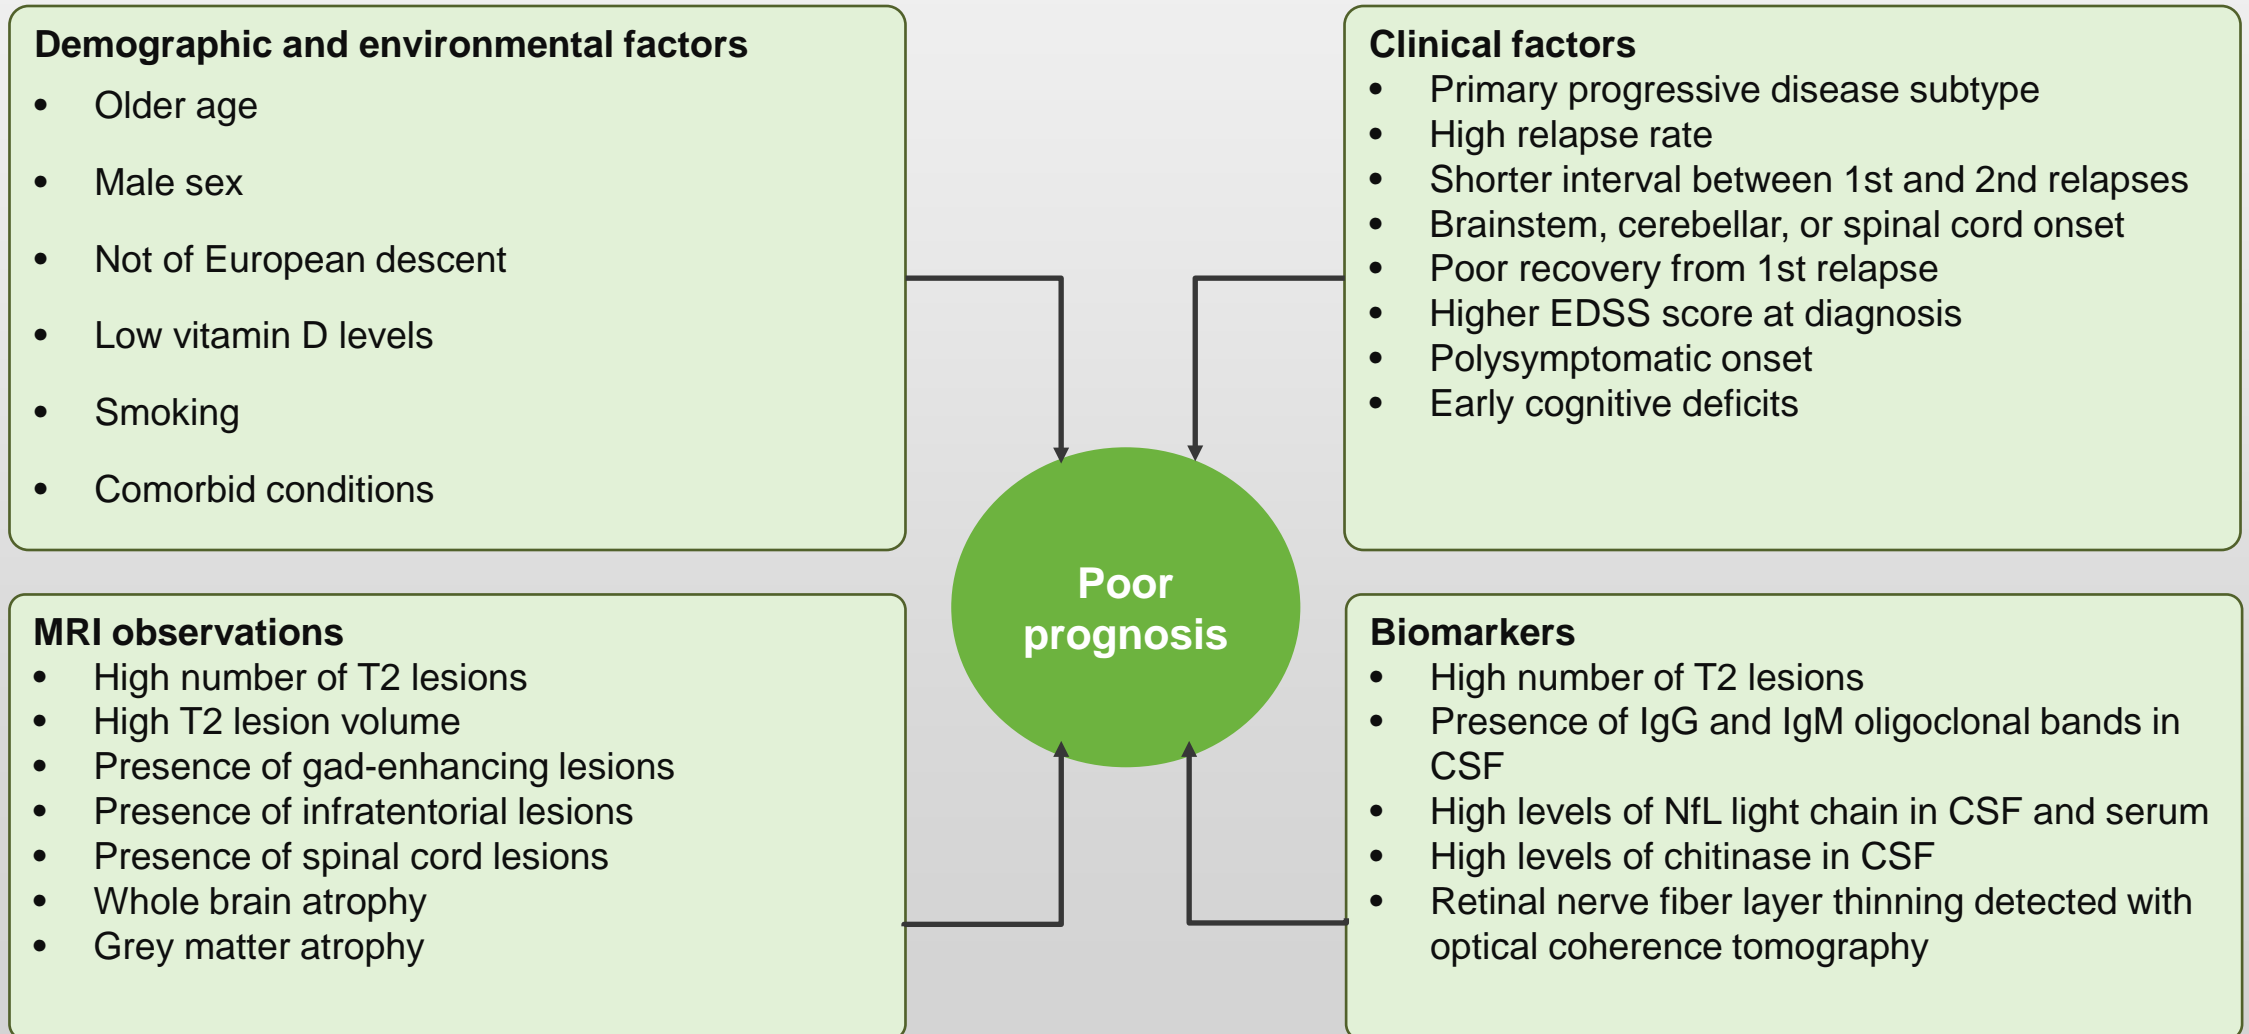 Demographic and environmental factors
• Older age
• Male sex
• Not of European descent
• Low vitamin D levels
• Smoking
• Comorbid conditions
Clinical factors
• Primary progressive disease subtype
• High relapse rate
• Shorter interval between 1st and 2nd relapses
• Brainstem, cerebellar, or spinal cord onset
• Poor recovery from 1st relapse
• Higher EDSS score at diagnosis
• Polysymptomatic onset
• Early cognitive deficits
Poor
prognosis
MRI observations
• High number of T2 lesions
• High T2 lesion volume
• Presence of gad-enhancing lesions
• Presence of infratentorial lesions
• Presence of spinal cord lesions
• Whole brain atrophy
• Grey matter atrophy
Biomarkers
• High number of T2 lesions
• Presence of IgG and IgM oligoclonal bands in
CSF
• High levels of NfL light chain in CSF and serum
• High levels of chitinase in CSF
• Retinal nerve fiber layer thinning detected with
optical coherence tomography